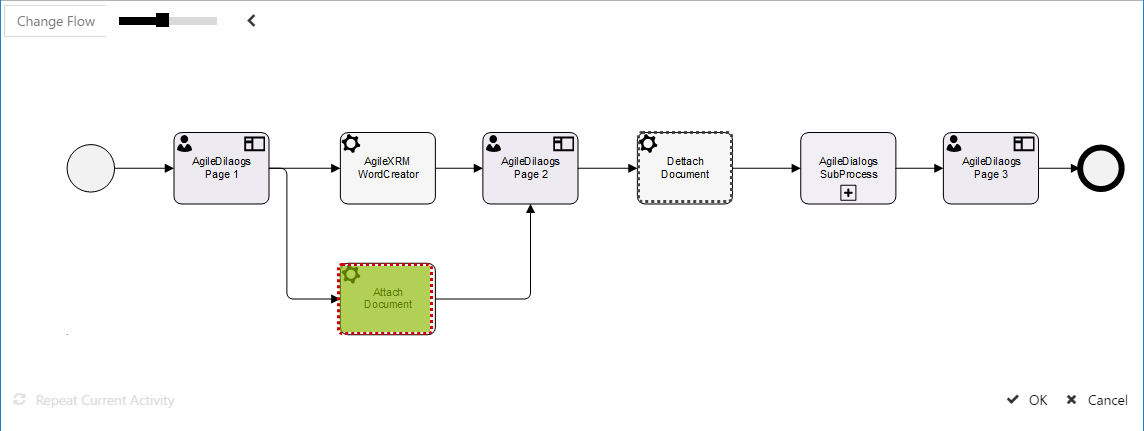 Change Flow
AgileDilaogs
Page 1
AgileXRM
WordCreator
AgileDilaogs
Page 2
Dettach
Document
AgileDialogs
SubProcess
AgileDilaogs
Page 3
Attach
Document
Repeat Current Activity
OK
Cancel